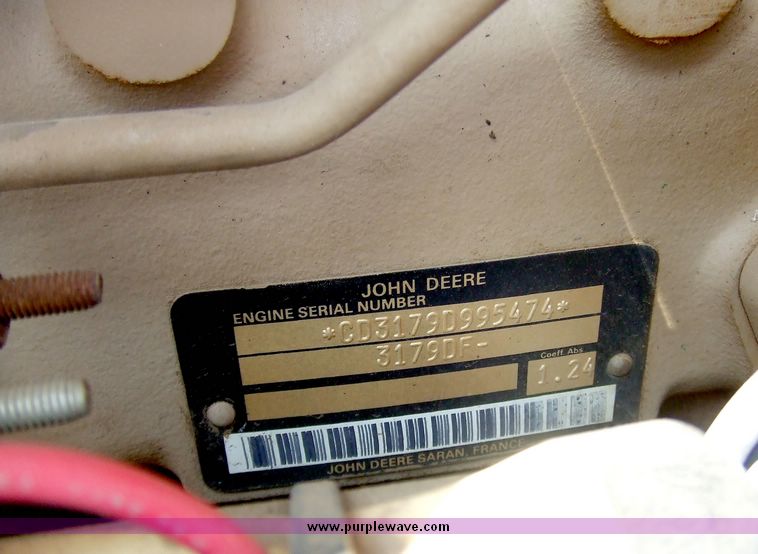 JOHN DEERE
ENGINE SERIAL NUMBER
*CD3179D995474*
3179DF-
Coeff. Abs
1.24
JOHN DEERE SARAN, FRANCE
www.purplewave.com